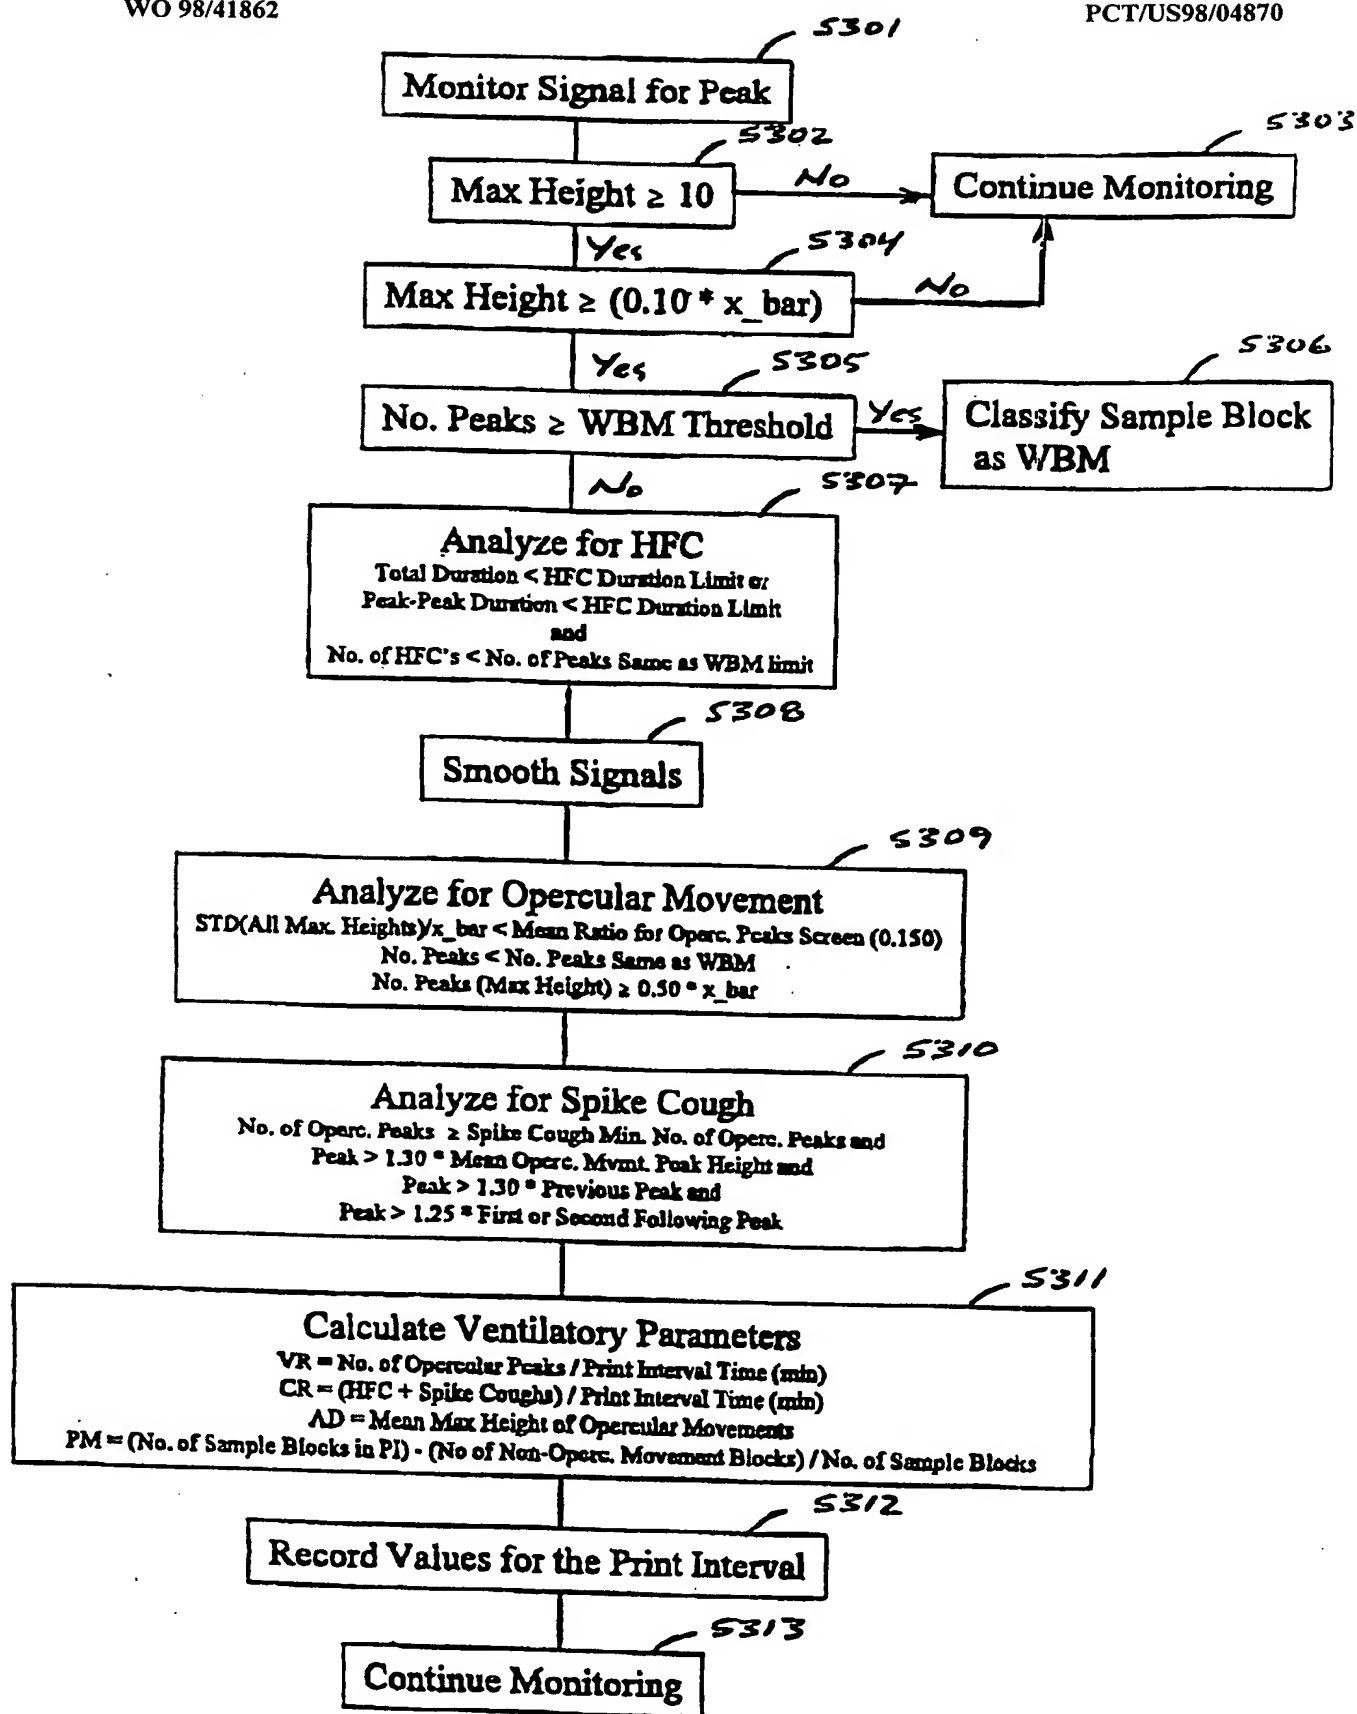 WO 98/41862
PCT/US98/04870
S301
Monitor Signal for Peak
S302
Max Height ≥ 10
No
S303
Continue Monitoring
Yes
S304
Max Height ≥ (0.10 * x_bar)
No
Yes
S305
No. Peaks ≥ WBM Threshold
Yes
S306
Classify Sample Block
as WBM
No
S307
Analyze for HFC
Total Duration < HFC Duration Limit or
Peak-Peak Duration < HFC Duration Limit
and
No. of HFC's < No. of Peaks Same as WBM limit
S308
Smooth Signals
S309
Analyze for Opercular Movement
STD(All Max. Heights)/x_bar < Mean Ratio for Operc. Peaks Screen (0.150)
No. Peaks < No. Peaks Same as WBM
No. Peaks (Max Height) ≥ 0.50 * x_bar
S310
Analyze for Spike Cough
No. of Operc. Peaks ≥ Spike Cough Min. No. of Operc. Peaks and
Peak > 1.30 * Mean Operc. Mvmt. Peak Height and
Peak > 1.30 * Previous Peak and
Peak > 1.25 * First or Second Following Peak
S311
Calculate Ventilatory Parameters
VR = No. of Opercular Peaks / Print Interval Time (min)
CR = (HFC + Spike Coughs) / Print Interval Time (min)
AD = Mean Max Height of Opercular Movements
PM = (No. of Sample Blocks in PI) - (No of Non-Operc. Movement Blocks) / No. of Sample Blocks
S312
Record Values for the Print Interval
S313
Continue Monitoring